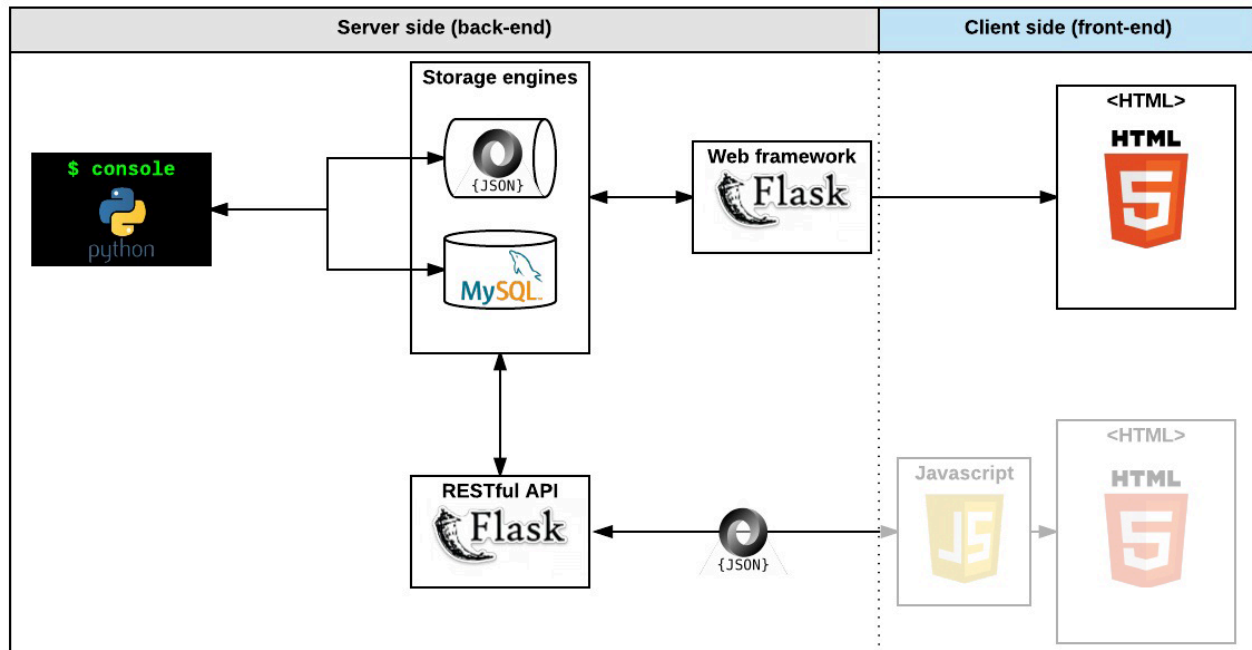 Server side (back-end)
Client side (front-end)
Storage engines
{JSON}
MySQL
$ console
python
Web framework
Flask
<HTML>
HTML
5
RESTful API
Flask
{JSON}
Javascript
JS
<HTML>
HTML
5